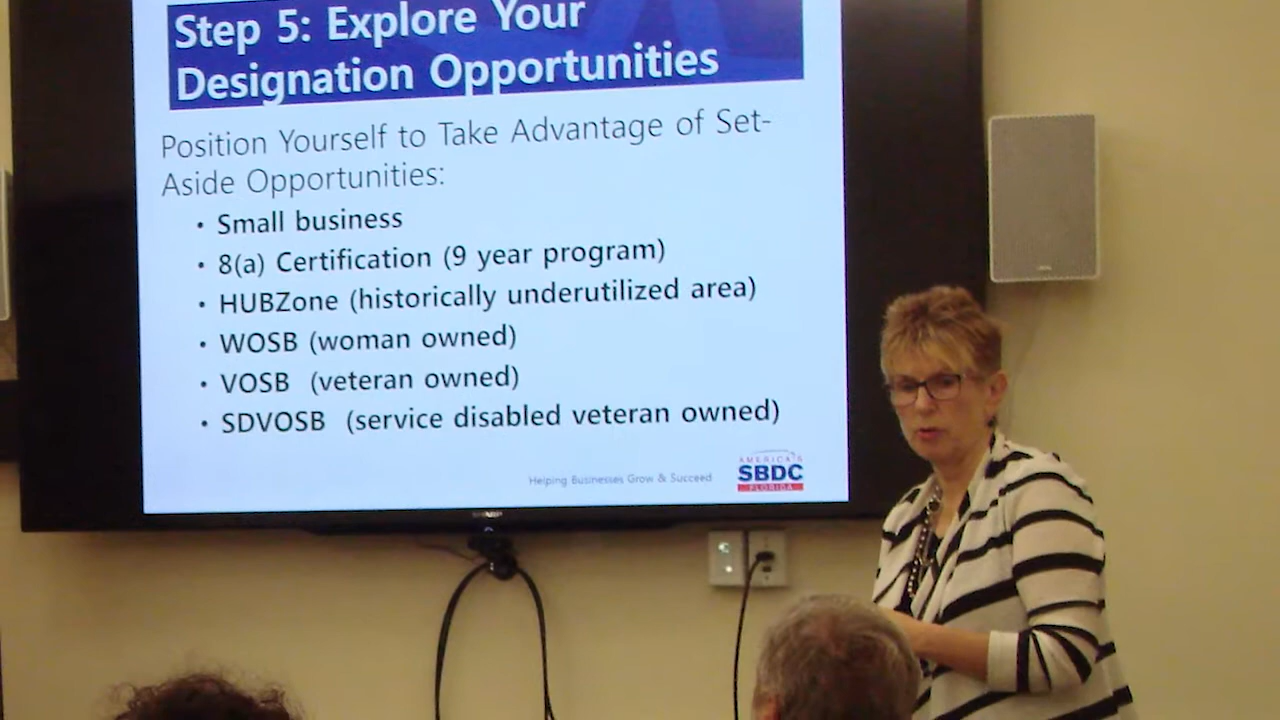 Step 5: Explore Your
Designation Opportunities
Position Yourself to Take Advantage of Set-
Aside Opportunities:
• Small business
• 8(a) Certification (9 year program)
• HUBZone (historically underutilized area)
• WOSB (woman owned)
• VOSB (veteran owned)
• SDVOSB (service disabled veteran owned)
Helping Businesses Grow & Succeed
AMERICA'S
SBDC
FLORIDA